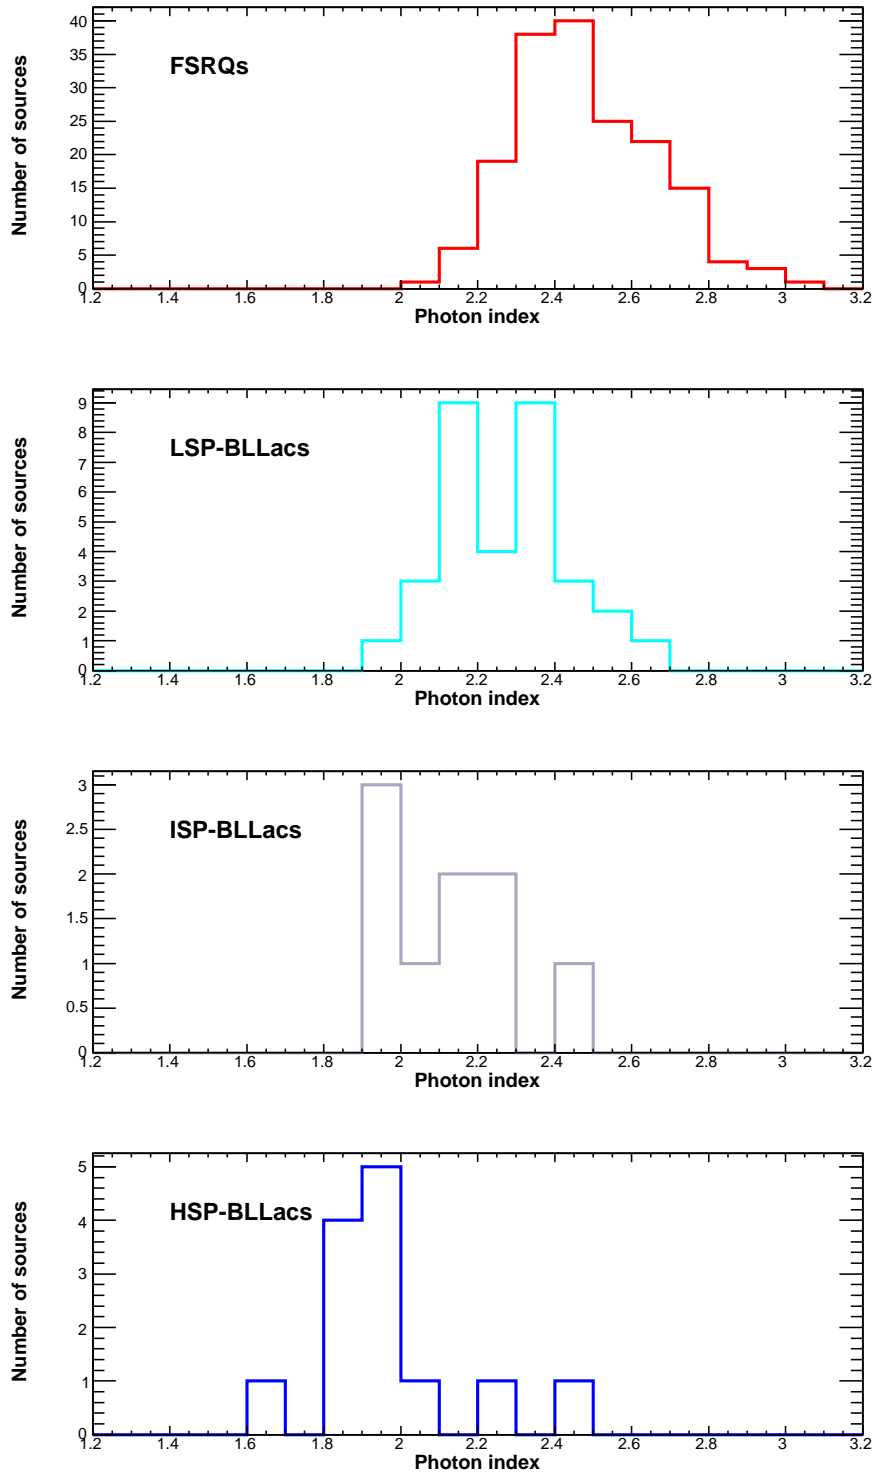 Number of sources
40
35
30
25
20
15
10
5
0
FSRQs
1.2 1.4 1.6 1.8 2 2.2 2.4 2.6 2.8 3 3.2
Photon index
Number of sources
9
8
7
6
5
4
3
2
1
0
LSP-BLLacs
1.2 1.4 1.6 1.8 2 2.2 2.4 2.6 2.8 3 3.2
Photon index
Number of sources
3
2.5
2
1.5
1
0.5
0
ISP-BLLacs
1.2 1.4 1.6 1.8 2 2.2 2.4 2.6 2.8 3 3.2
Photon index
Number of sources
5
4
3
2
1
0
HSP-BLLacs
1.2 1.4 1.6 1.8 2 2.2 2.4 2.6 2.8 3 3.2
Photon index